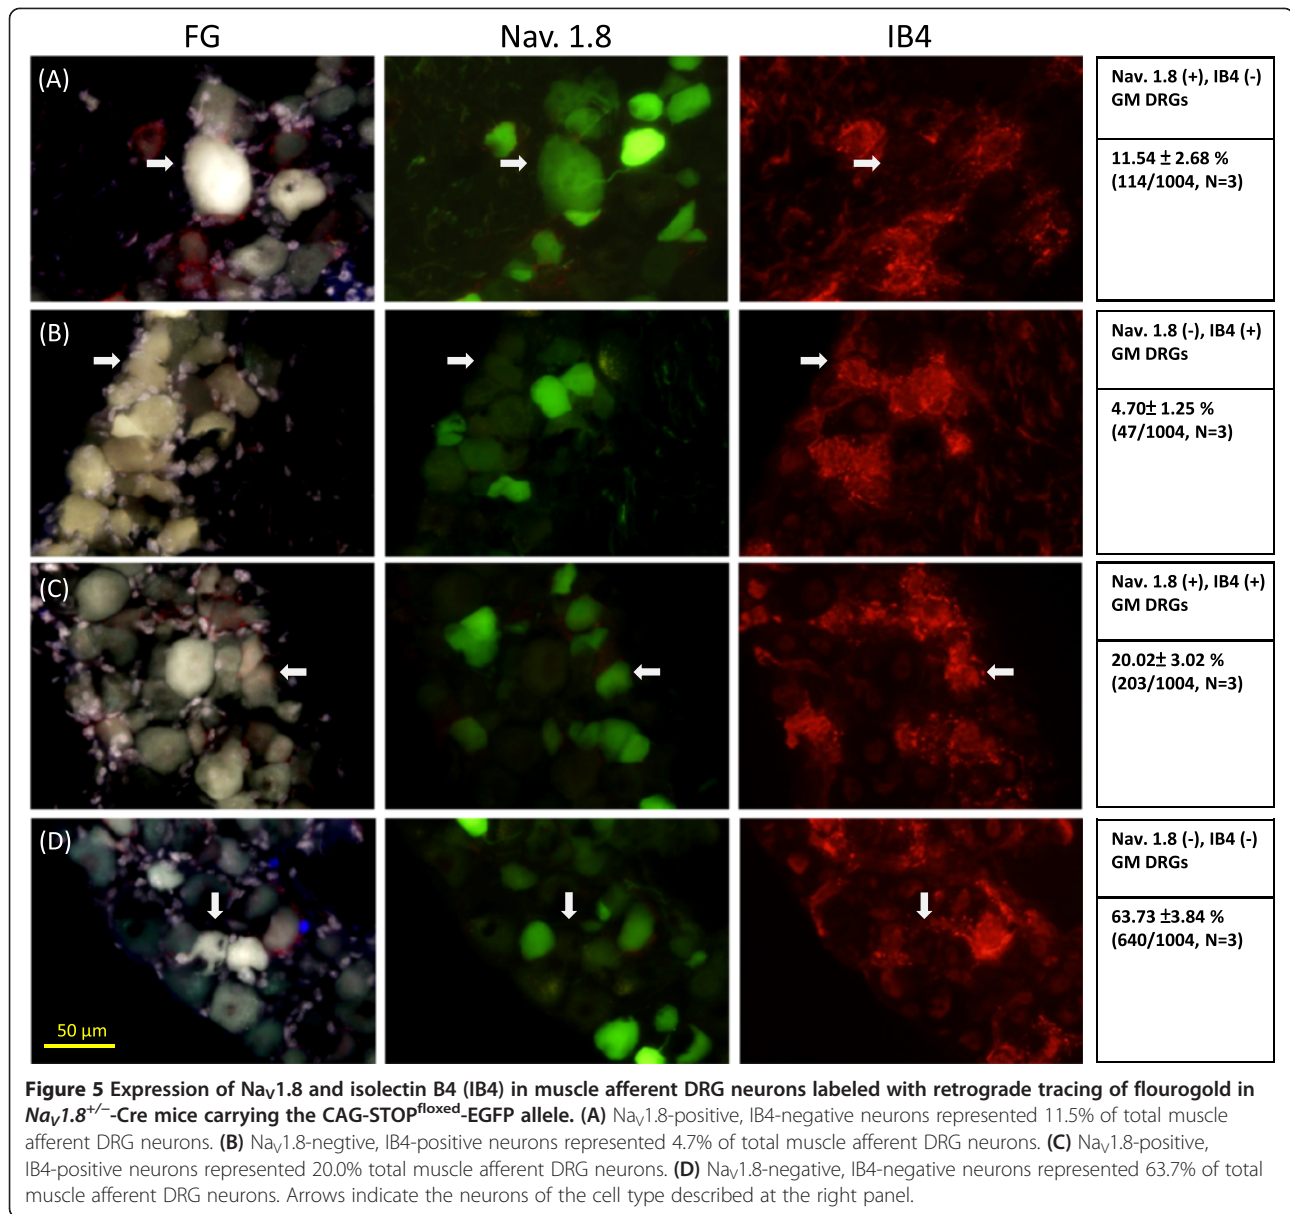 FG Nav. 1.8 IB4
(A)
Nav. 1.8 (+), IB4 (-)
GM DRGs
11.54 ± 2.68 %
(114/1004, N=3)
(B)
Nav. 1.8 (-), IB4 (+)
GM DRGs
4.70± 1.25 %
(47/1004, N=3)
(C)
Nav. 1.8 (+), IB4 (+)
GM DRGs
20.02± 3.02 %
(203/1004, N=3)
(D)
Nav. 1.8 (-), IB4 (-)
GM DRGs
63.73 ±3.84 %
(640/1004, N=3)
50 µm
Figure 5 Expression of NaV1.8 and isolectin B4 (IB4) in muscle afferent DRG neurons labeled with retrograde tracing of flourogold in
NaV1.8+/−-Cre mice carrying the CAG-STOPfloxed-EGFP allele. (A) NaV1.8-positive, IB4-negative neurons represented 11.5% of total muscle
afferent DRG neurons. (B) NaV1.8-negtive, IB4-positive neurons represented 4.7% of total muscle afferent DRG neurons. (C) NaV1.8-positive,
IB4-positive neurons represented 20.0% total muscle afferent DRG neurons. (D) NaV1.8-negative, IB4-negative neurons represented 63.7% of total
muscle afferent DRG neurons. Arrows indicate the neurons of the cell type described at the right panel.